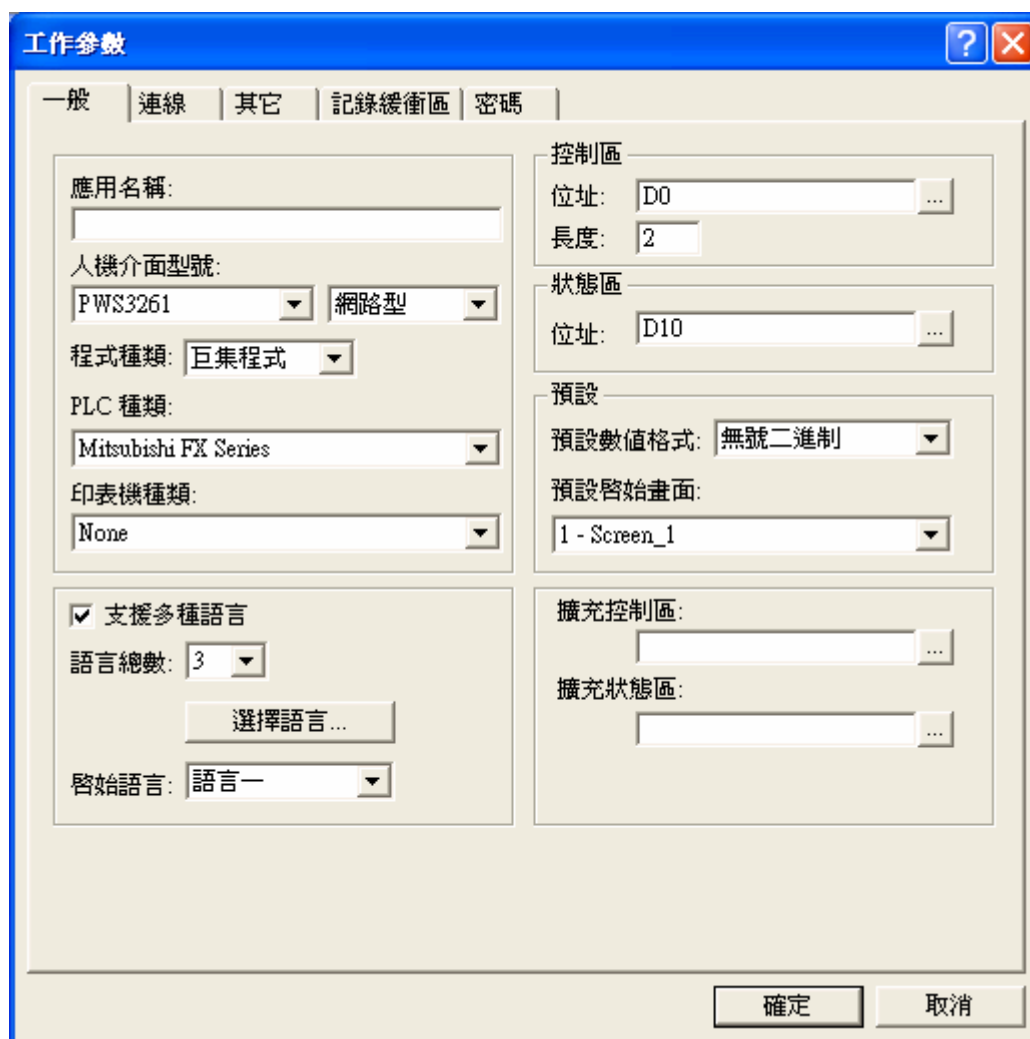 工作參數
一般 連線 其它 記錄緩衝區 密碼
應用名稱:
人機介面型號:
PWS3261 網路型
程式種類: 巨集程式
PLC 種類:
Mitsubishi FX Series
印表機種類:
None
支援多種語言
語言總數: 3
選擇語言...
啓始語言: 語言一
控制區
位址: D0 ...
長度: 2
狀態區
位址: D10 ...
預設
預設數值格式: 無號二進制
預設啓始畫面:
1 - Screen_1
擴充控制區:
...
擴充狀態區:
...
確定 取消